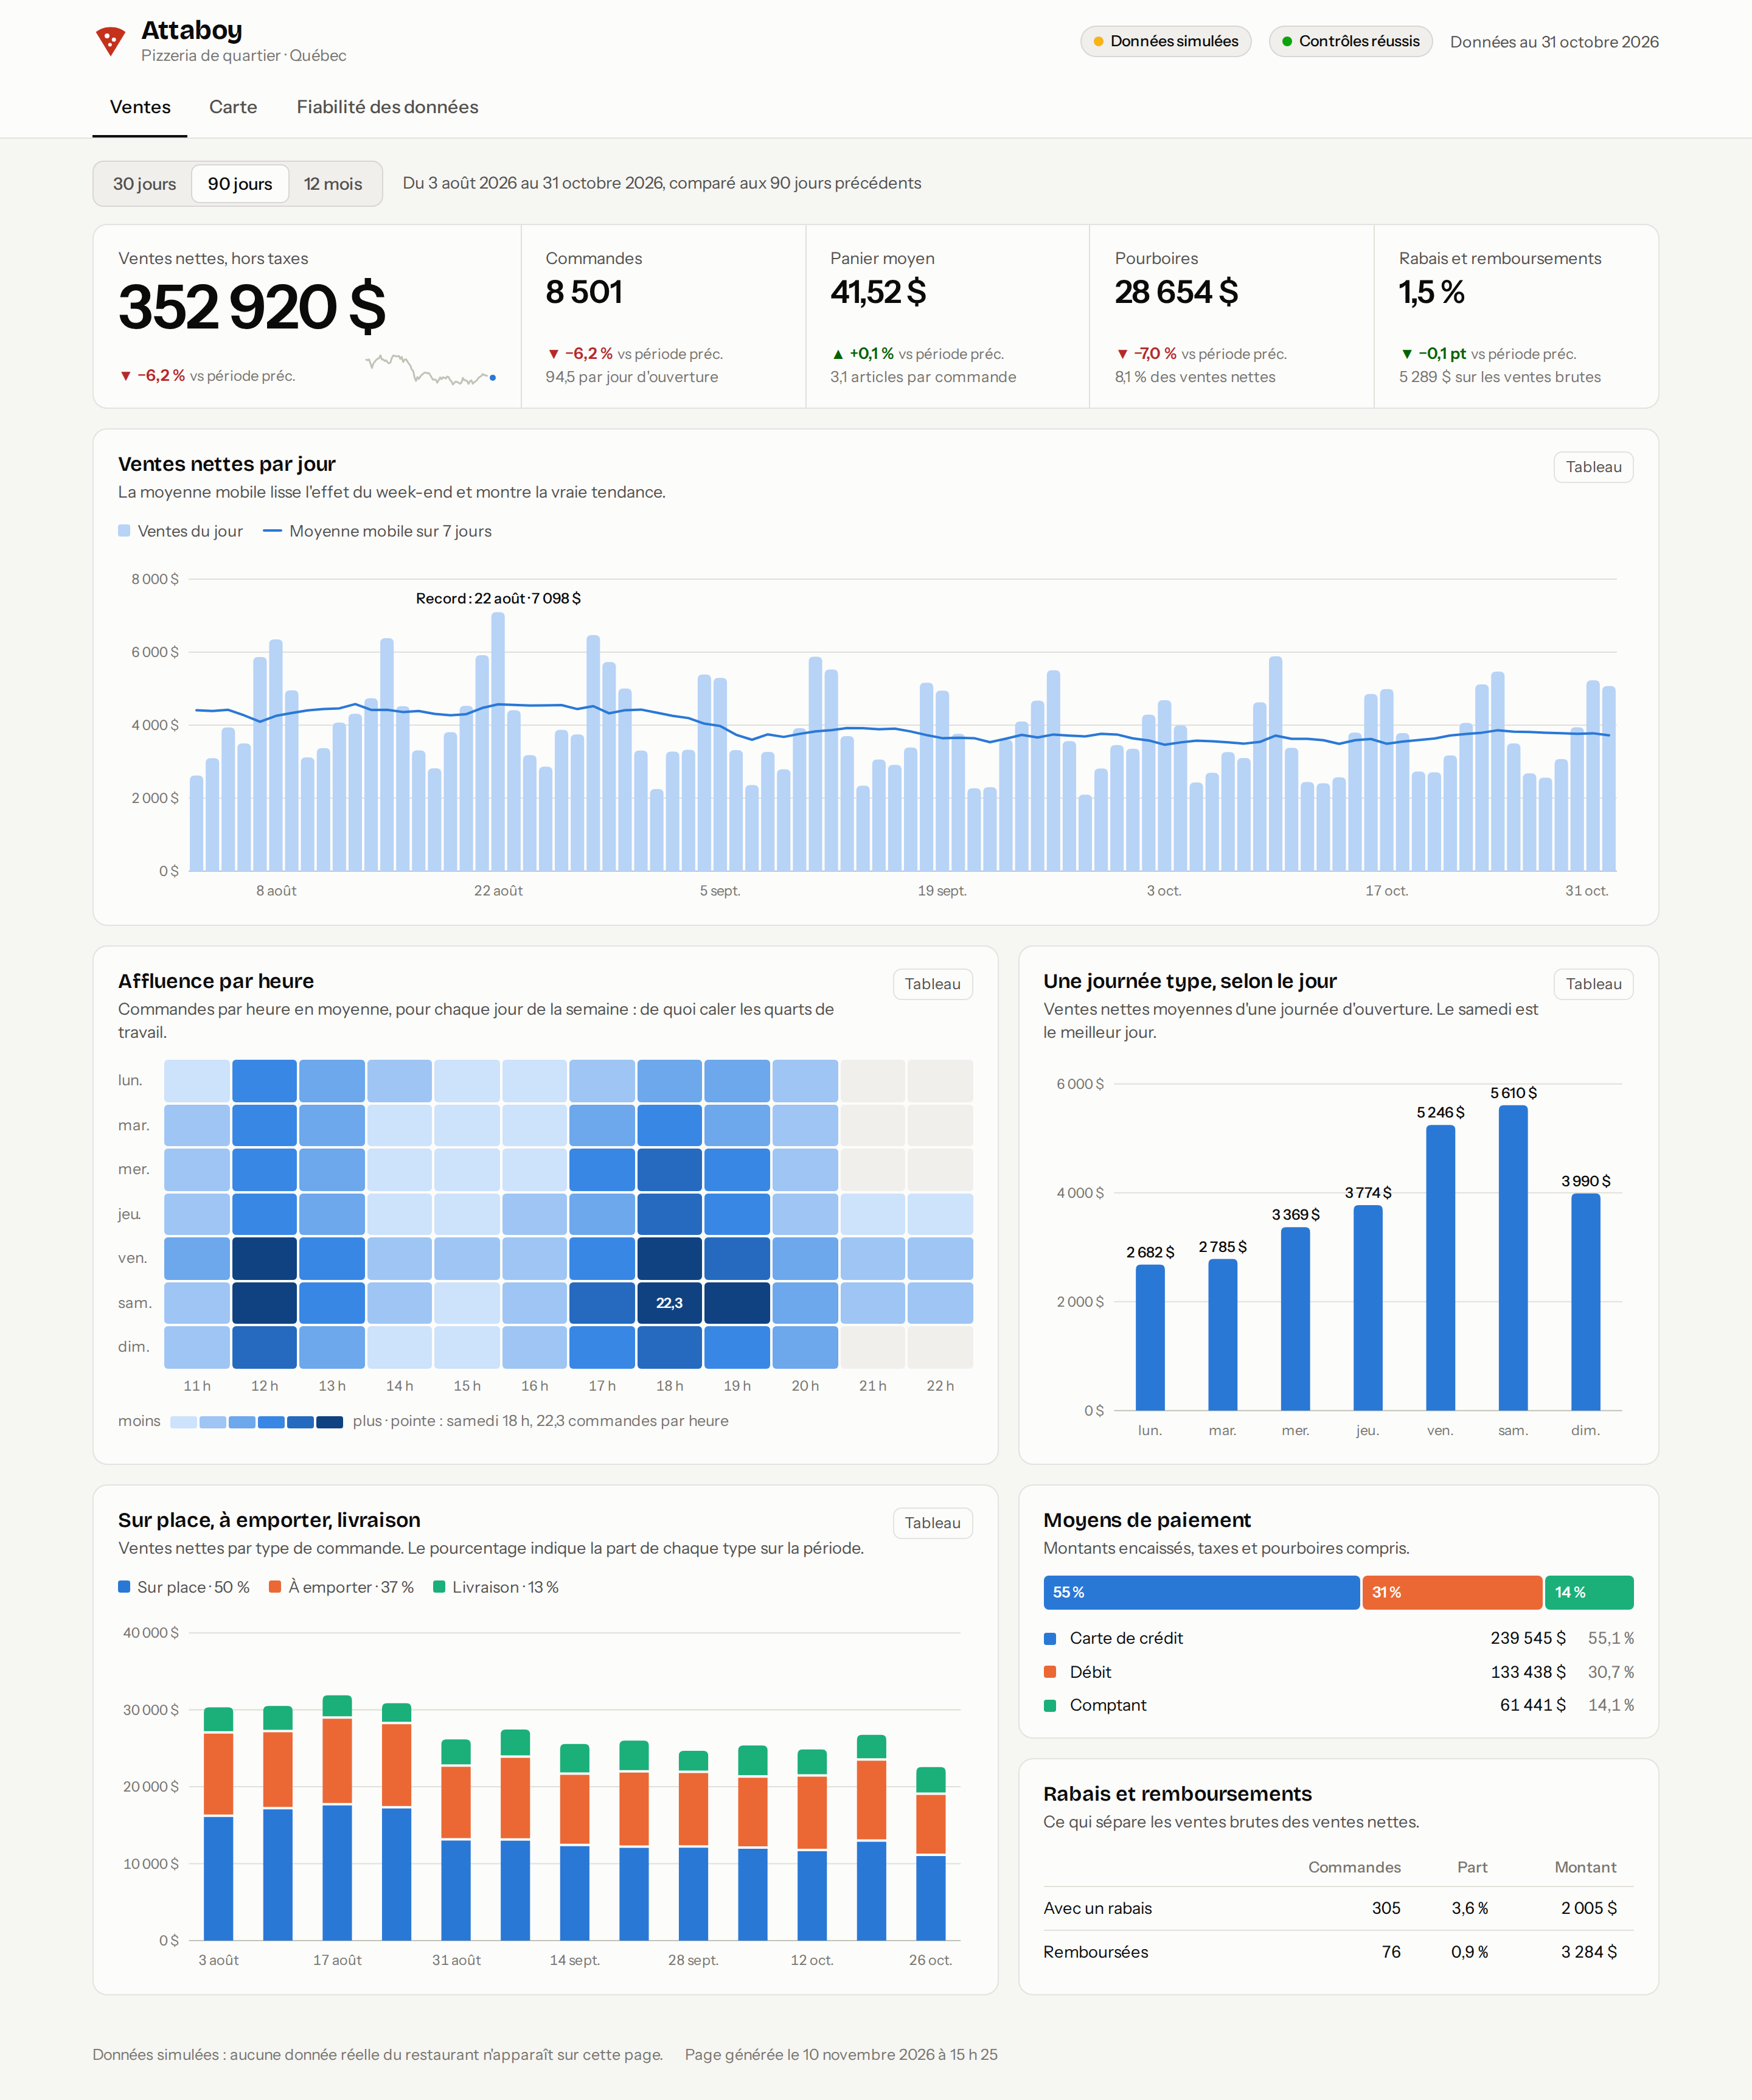 Attaboy
Pizzeria de quartier · Québec
Données simulées
Contrôles réussis
Données au 31 octobre 2026
Ventes
Carte
Fiabilité des données
30 jours
90 jours
12 mois
Du 3 août 2026 au 31 octobre 2026, comparé aux 90 jours précédents
Ventes nettes, hors taxes
352 920 $
▼ −6,2 % vs période préc.
Commandes
8 501
▼ −6,2 % vs période préc.
94,5 par jour d'ouverture
Panier moyen
41,52 $
▲ +0,1 % vs période préc.
3,1 articles par commande
Pourboires
28 654 $
▼ −7,0 % vs période préc.
8,1 % des ventes nettes
Rabais et remboursements
1,5 %
▼ −0,1 pt vs période préc.
5 289 $ sur les ventes brutes
Ventes nettes par jour
Tableau
La moyenne mobile lisse l'effet du week-end et montre la vraie tendance.
Ventes du jour
Moyenne mobile sur 7 jours
8 000 $
Record : 22 août · 7 098 $
6 000 $
4 000 $
2 000 $
0 $
8 août
22 août
5 sept.
19 sept.
3 oct.
17 oct.
31 oct.
Affluence par heure
Tableau
Commandes par heure en moyenne, pour chaque jour de la semaine : de quoi caler les quarts de
travail.
lun.
mar.
mer.
jeu.
ven.
sam.
22,3
dim.
11 h
12 h
13 h
14 h
15 h
16 h
17 h
18 h
19 h
20 h
21 h
22 h
moins
plus · pointe : samedi 18 h, 22,3 commandes par heure
Une journée type, selon le jour
Tableau
Ventes nettes moyennes d'une journée d'ouverture. Le samedi est
le meilleur jour.
6 000 $
4 000 $
2 000 $
0 $
2 682 $
2 785 $
3 369 $
3 774 $
5 246 $
5 610 $
3 990 $
lun.
mar.
mer.
jeu.
ven.
sam.
dim.
Sur place, à emporter, livraison
Tableau
Ventes nettes par type de commande. Le pourcentage indique la part de chaque type sur la période.
Sur place · 50 %
À emporter · 37 %
Livraison · 13 %
40 000 $
30 000 $
20 000 $
10 000 $
0 $
3 août
17 août
31 août
14 sept.
28 sept.
12 oct.
26 oct.
Moyens de paiement
Montants encaissés, taxes et pourboires compris.
55 %
31 %
14 %
Carte de crédit 239 545 $ 55,1 %
Débit 133 438 $ 30,7 %
Comptant 61 441 $ 14,1 %
Rabais et remboursements
Ce qui sépare les ventes brutes des ventes nettes.
Commandes Part Montant
Avec un rabais 305 3,6 % 2 005 $
Remboursées 76 0,9 % 3 284 $
Données simulées : aucune donnée réelle du restaurant n'apparaît sur cette page.
Page générée le 10 novembre 2026 à 15 h 25